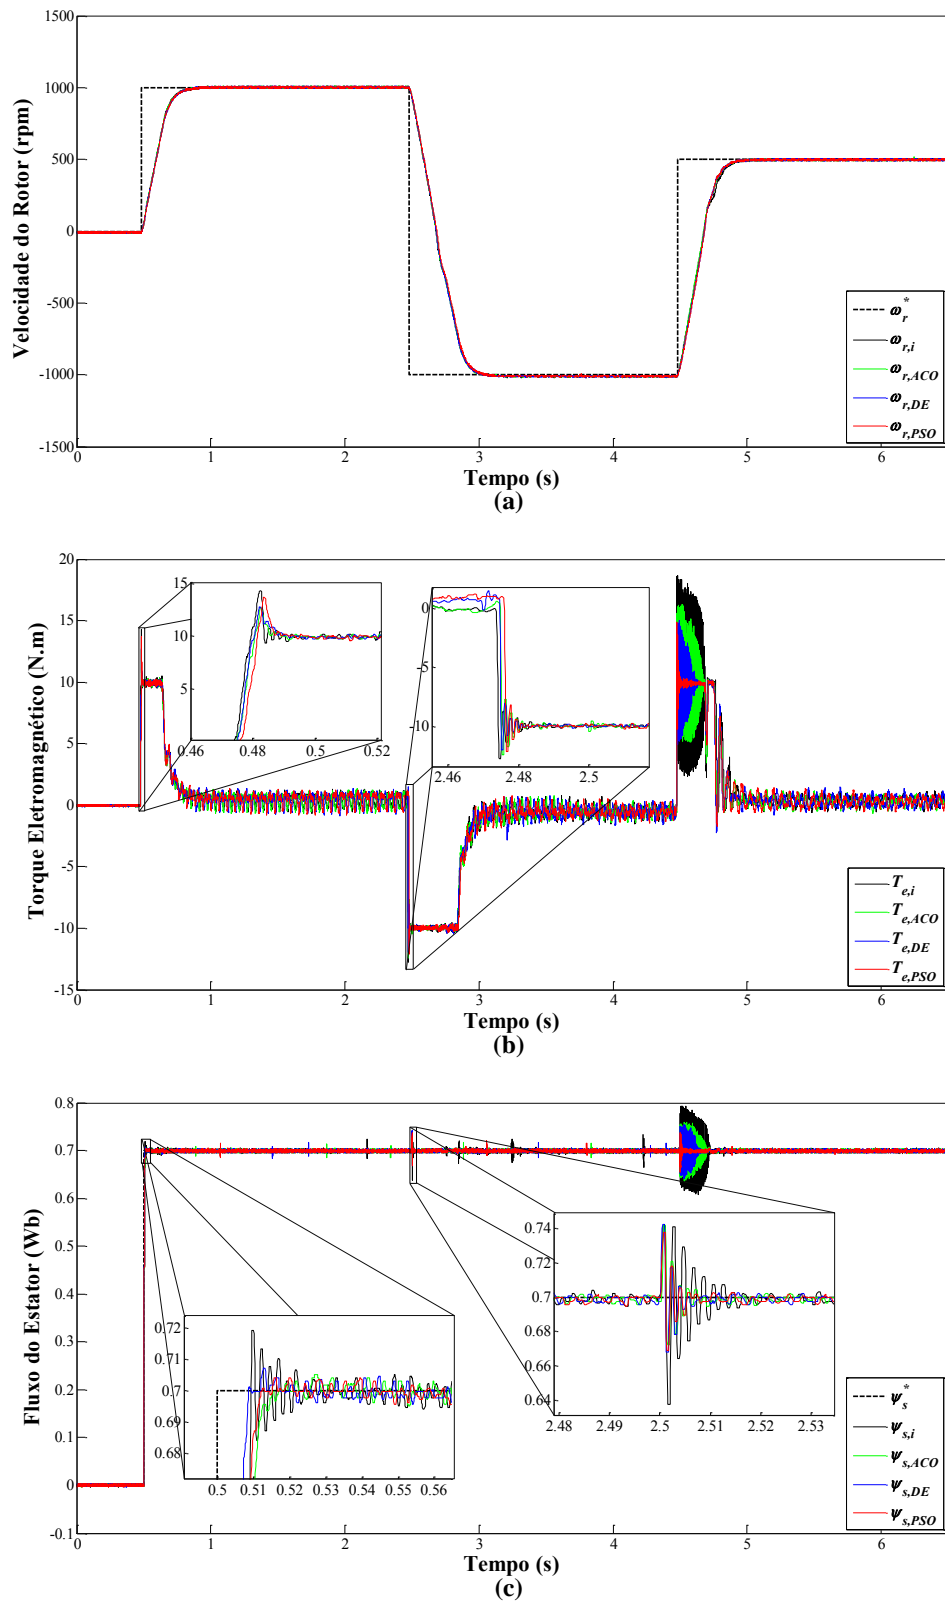 1500
1000
500
0
-500
-1000
-1500
Velocidade do Rotor (rpm)
0 1 2 3 4 5 6
Tempo (s)
ω*r
ωr,i
ωr,ACO
ωr,DE
ωr,PSO
(a)
20
15
10
5
0
-5
-10
-15
Torque Eletromagnético (N.m)
15
10
5
0.46 0.48 0.5 0.52
0
-5
-10
2.46 2.48 2.5
0 1 2 3 4 5 6
Tempo (s)
Te,i
Te,ACO
Te,DE
Te,PSO
(b)
0.8
0.7
0.6
0.5
0.4
0.3
0.2
0.1
0
-0.1
Fluxo do Estator (Wb)
0.72
0.71
0.7
0.69
0.68
0.5 0.51 0.52 0.53 0.54 0.55 0.56
0.74
0.72
0.7
0.68
0.66
0.64
2.48 2.49 2.5 2.51 2.52 2.53
0 1 2 3 4 5 6
Tempo (s)
ψ*s
ψs,i
ψs,ACO
ψs,DE
ψs,PSO
(c)